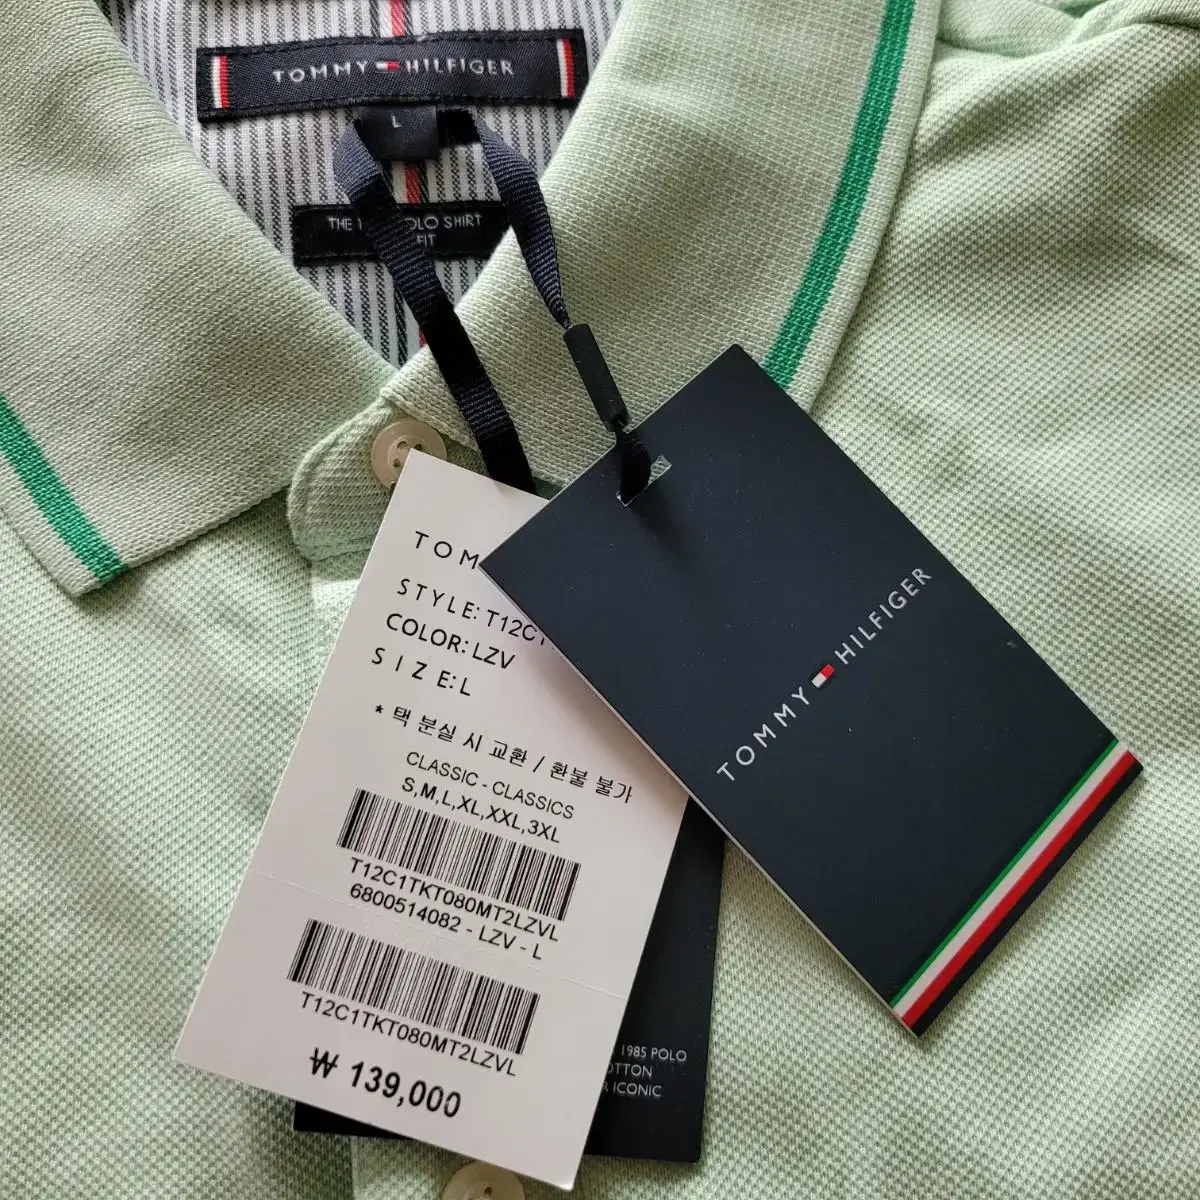 TOMMY HILFIGER
L
THE POLO SHIRT
FIT
TOM
STYLE: T12C1
COLOR: LZV
SIZE: L
* 택 분실 시 교환 / 환불 불가
CLASSIC - CLASSICS
S,M,L,XL,XXL,3XL
T12C1TKT080MT2LZVL
6800514082 - LZV - L
T12C1TKT080MT2LZVL
₩ 139,000
TOMMY HILFIGER
1985 POLO
ICONIC